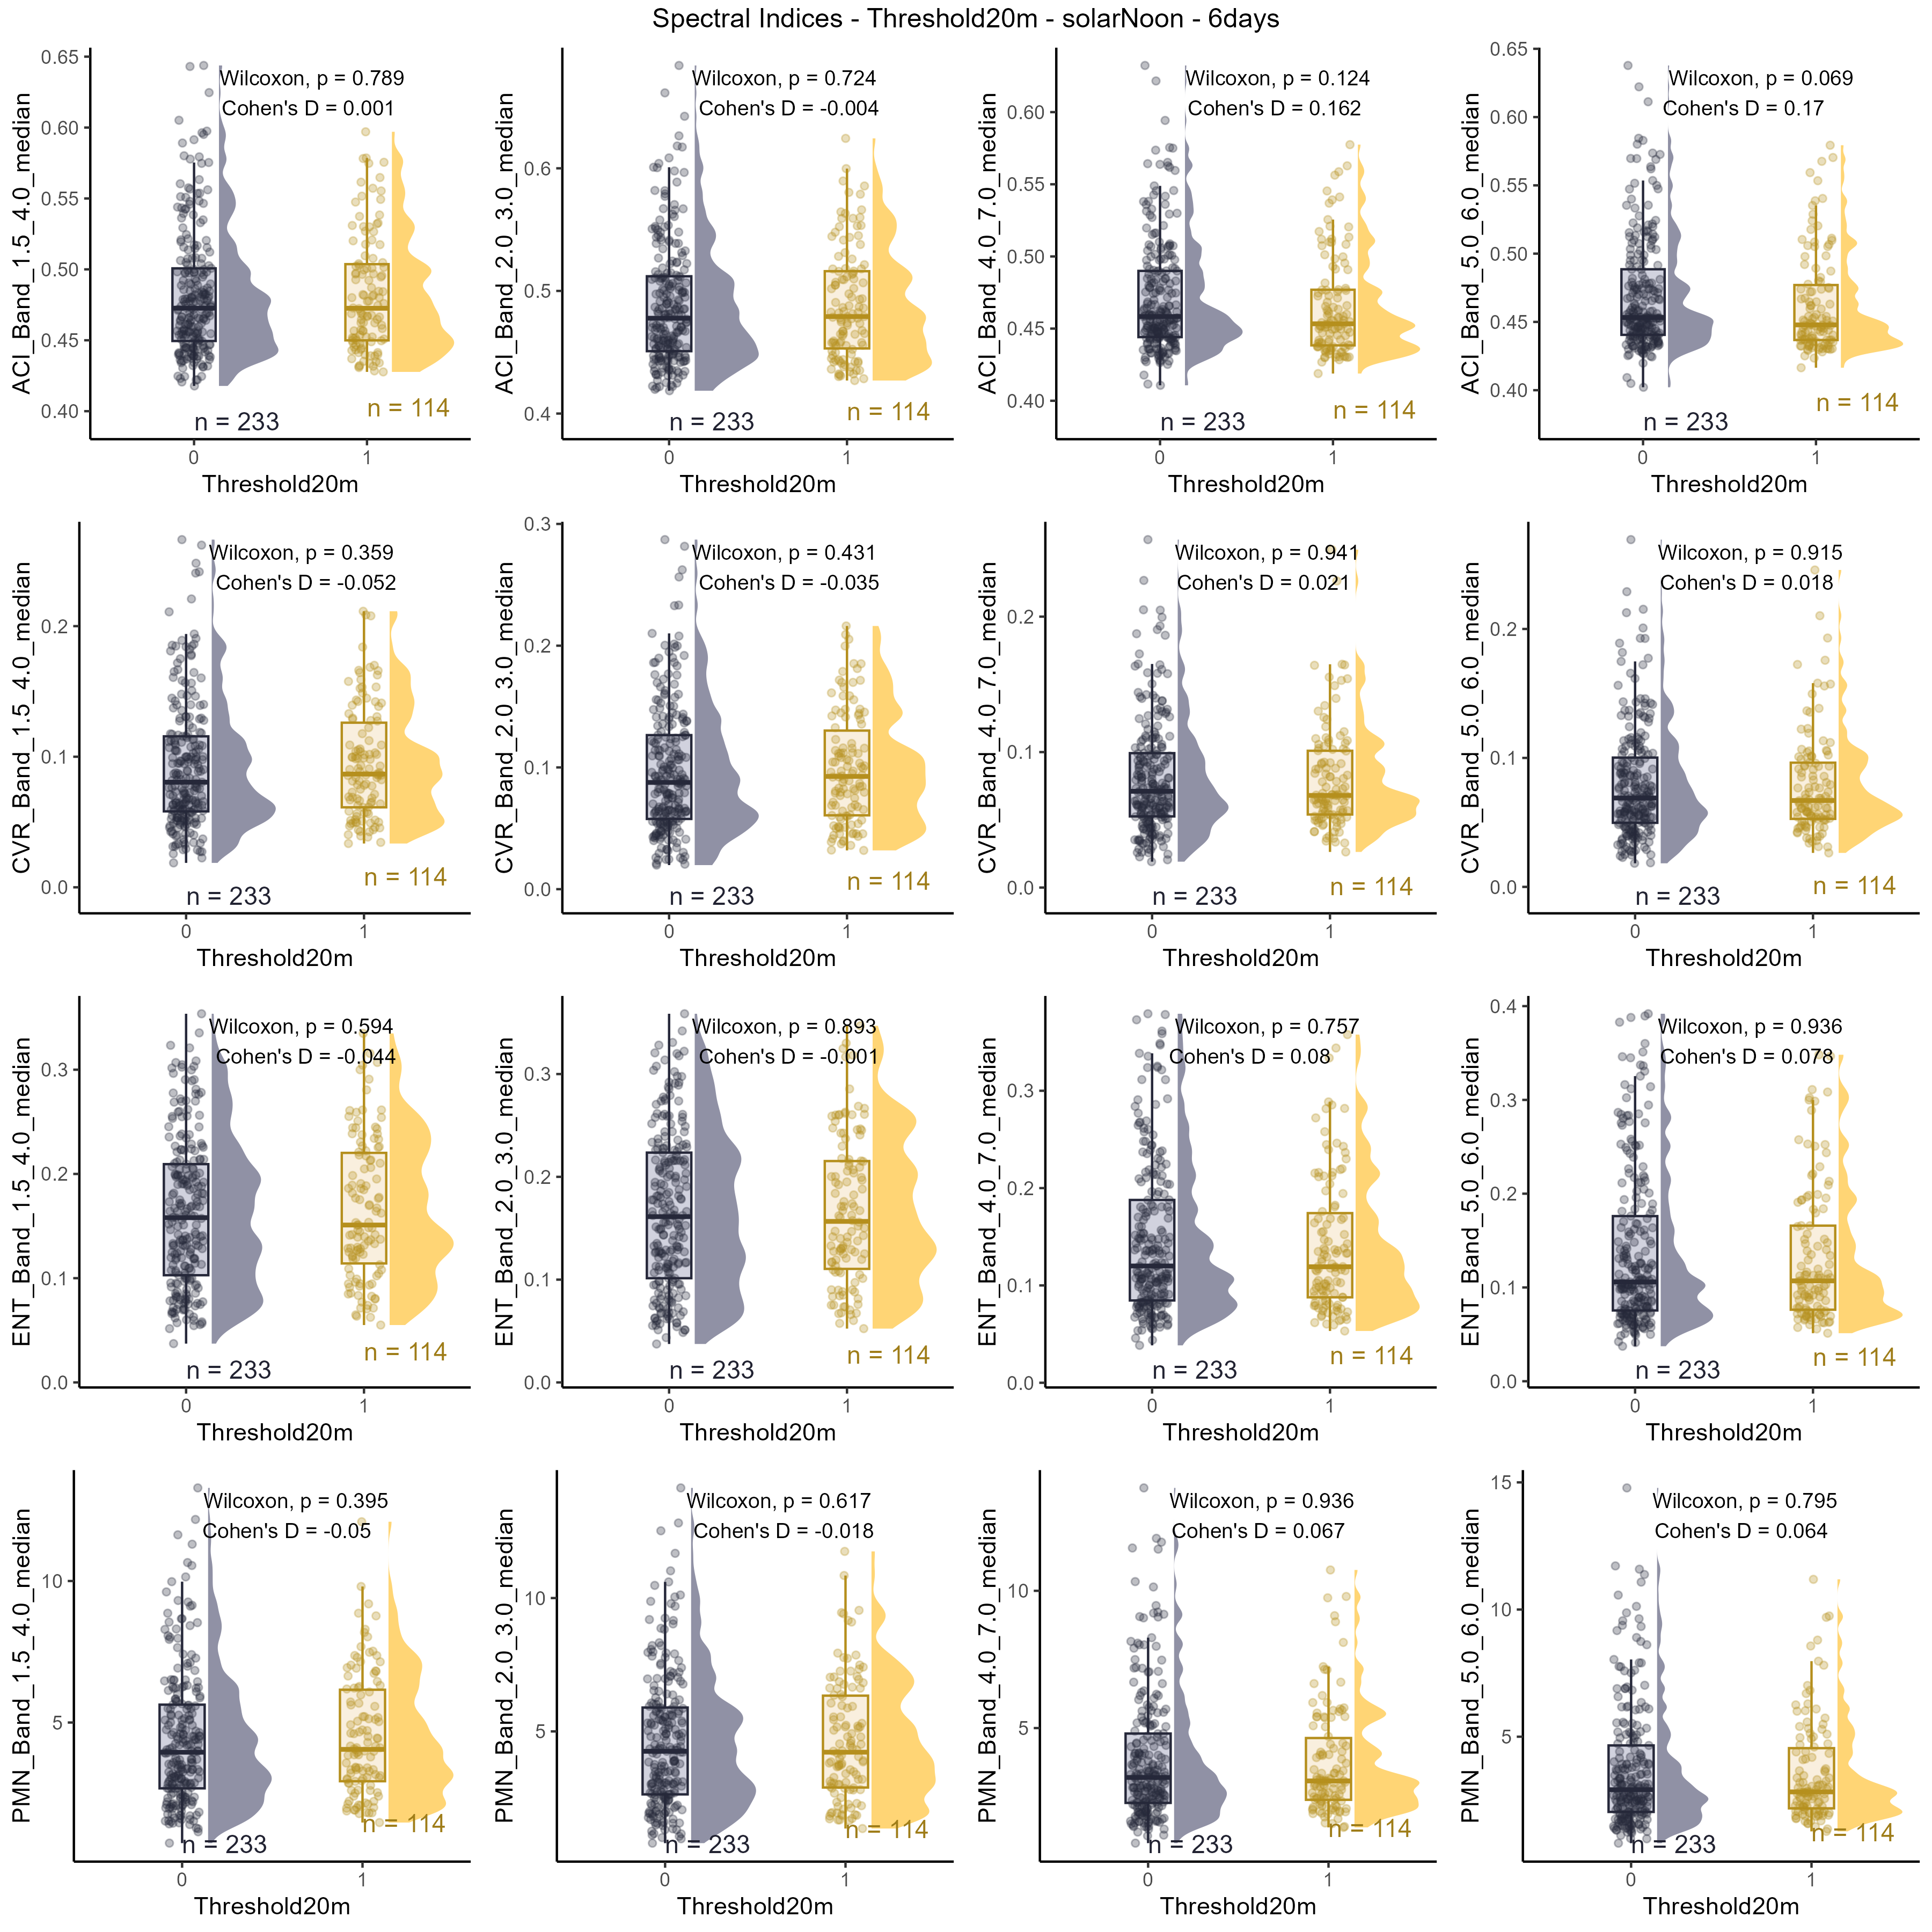 Spectral Indices - Threshold20m - solarNoon - 6days
ACI_Band_1.5_4.0_median
0.65
0.60
0.55
0.50
0.45
0.40
Wilcoxon, p = 0.789
Cohen's D = 0.001
n = 233
n = 114
0
1
Threshold20m
ACI_Band_2.0_3.0_median
0.6
0.5
0.4
Wilcoxon, p = 0.724
Cohen's D = -0.004
n = 233
n = 114
0
1
Threshold20m
ACI_Band_4.0_7.0_median
0.60
0.55
0.50
0.45
0.40
Wilcoxon, p = 0.124
Cohen's D = 0.162
n = 233
n = 114
0
1
Threshold20m
ACI_Band_5.0_6.0_median
0.65
0.60
0.55
0.50
0.45
0.40
Wilcoxon, p = 0.069
Cohen's D = 0.17
n = 233
n = 114
0
1
Threshold20m
CVR_Band_1.5_4.0_median
0.2
0.1
0.0
Wilcoxon, p = 0.359
Cohen's D = -0.052
n = 233
n = 114
0
1
Threshold20m
CVR_Band_2.0_3.0_median
0.3
0.2
0.1
0.0
Wilcoxon, p = 0.431
Cohen's D = -0.035
n = 233
n = 114
0
1
Threshold20m
CVR_Band_4.0_7.0_median
0.2
0.1
0.0
Wilcoxon, p = 0.941
Cohen's D = 0.021
n = 233
n = 114
0
1
Threshold20m
CVR_Band_5.0_6.0_median
0.2
0.1
0.0
Wilcoxon, p = 0.915
Cohen's D = 0.018
n = 233
n = 114
0
1
Threshold20m
ENT_Band_1.5_4.0_median
0.3
0.2
0.1
0.0
Wilcoxon, p = 0.594
Cohen's D = -0.044
n = 233
n = 114
0
1
Threshold20m
ENT_Band_2.0_3.0_median
0.3
0.2
0.1
0.0
Wilcoxon, p = 0.893
Cohen's D = -0.001
n = 233
n = 114
0
1
Threshold20m
ENT_Band_4.0_7.0_median
0.3
0.2
0.1
0.0
Wilcoxon, p = 0.757
Cohen's D = 0.08
n = 233
n = 114
0
1
Threshold20m
ENT_Band_5.0_6.0_median
0.4
0.3
0.2
0.1
0.0
Wilcoxon, p = 0.936
Cohen's D = 0.078
n = 233
n = 114
0
1
Threshold20m
PMN_Band_1.5_4.0_median
10
5
Wilcoxon, p = 0.395
Cohen's D = -0.05
n = 233
n = 114
0
1
Threshold20m
PMN_Band_2.0_3.0_median
10
5
Wilcoxon, p = 0.617
Cohen's D = -0.018
n = 233
n = 114
0
1
Threshold20m
PMN_Band_4.0_7.0_median
10
5
Wilcoxon, p = 0.936
Cohen's D = 0.067
n = 233
n = 114
0
1
Threshold20m
PMN_Band_5.0_6.0_median
15
10
5
Wilcoxon, p = 0.795
Cohen's D = 0.064
n = 233
n = 114
0
1
Threshold20m